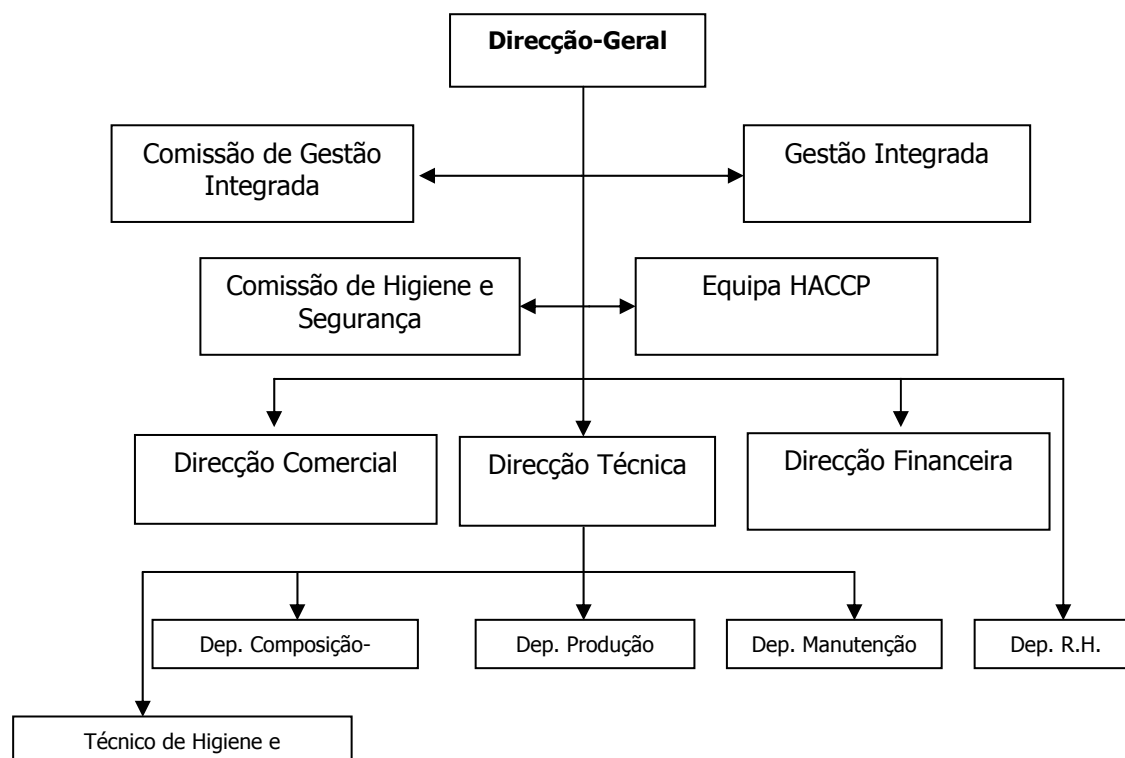 Direcção-Geral
Comissão de Gestão
Integrada
Gestão Integrada
Comissão de Higiene e
Segurança
Equipa HACCP
Direcção Comercial
Direcção Técnica
Direcção Financeira
Dep. Composição-
Dep. Produção
Dep. Manutenção
Dep. R.H.
Técnico de Higiene e